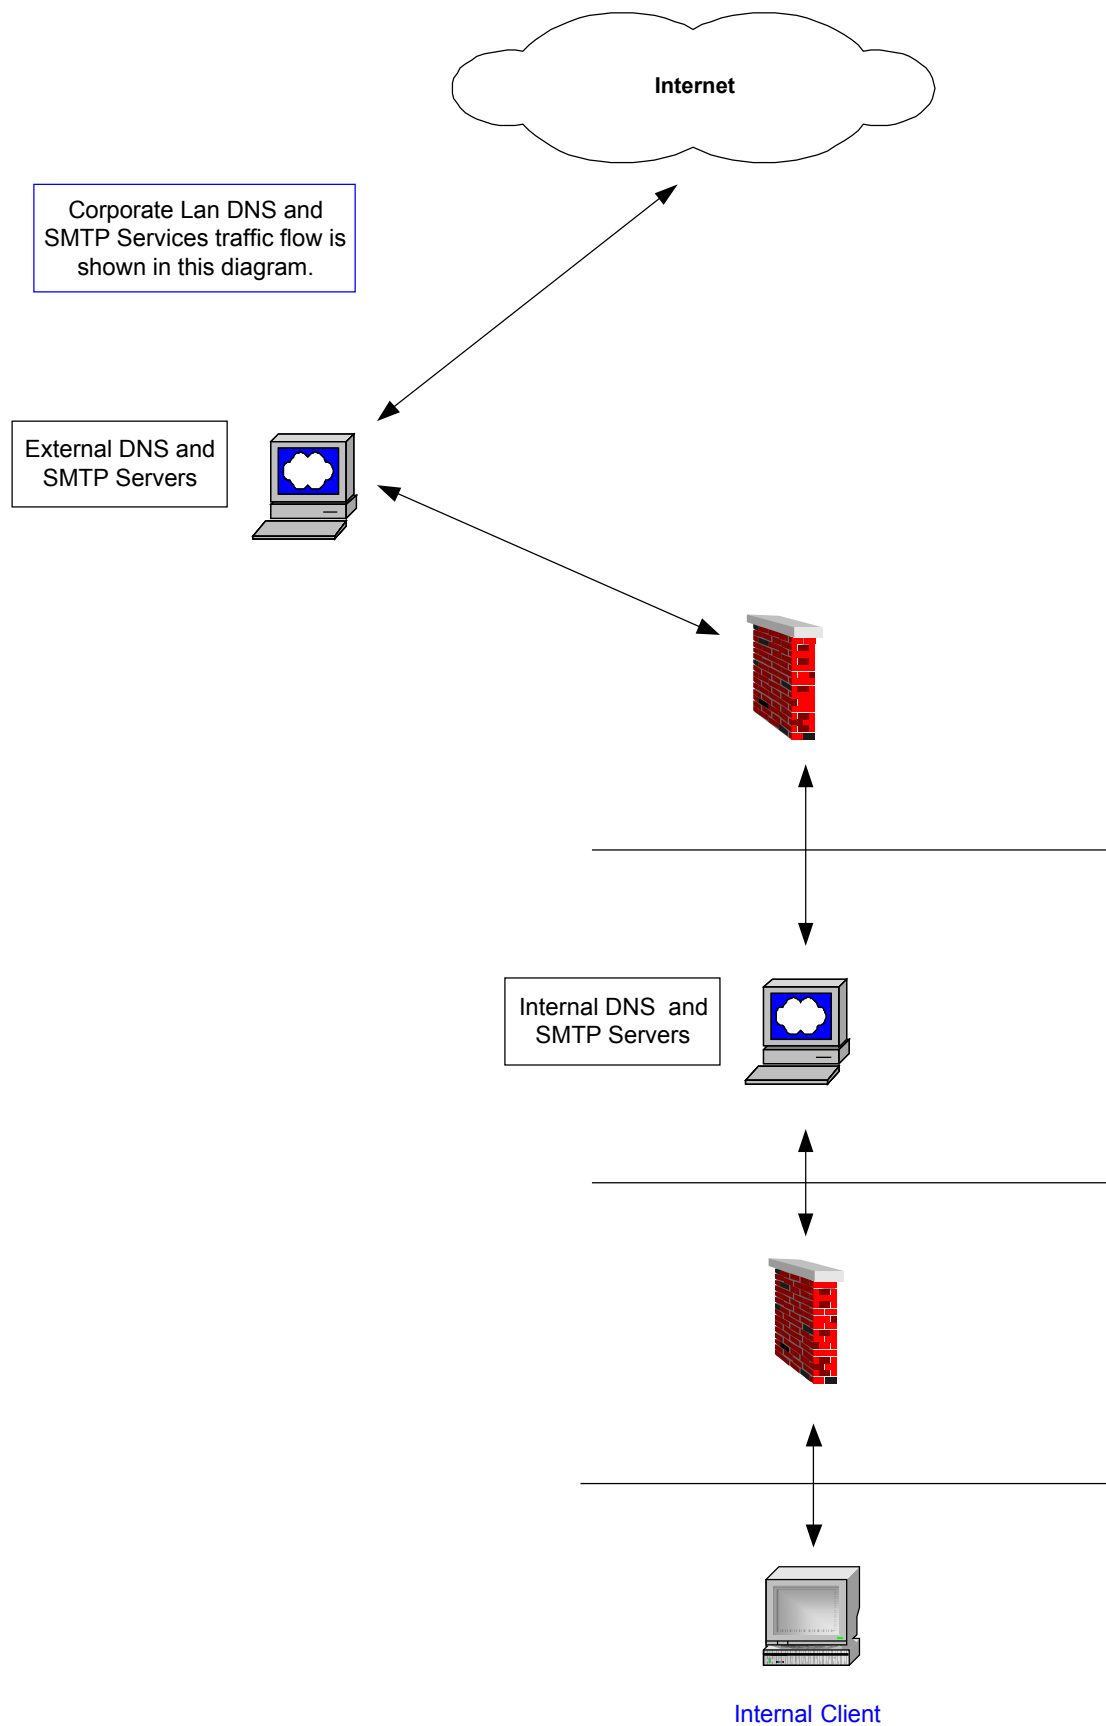 Internet
Corporate Lan DNS and
SMTP Services traffic flow is
shown in this diagram.
External DNS and
SMTP Servers
Internal DNS  and
SMTP Servers
Internal Client